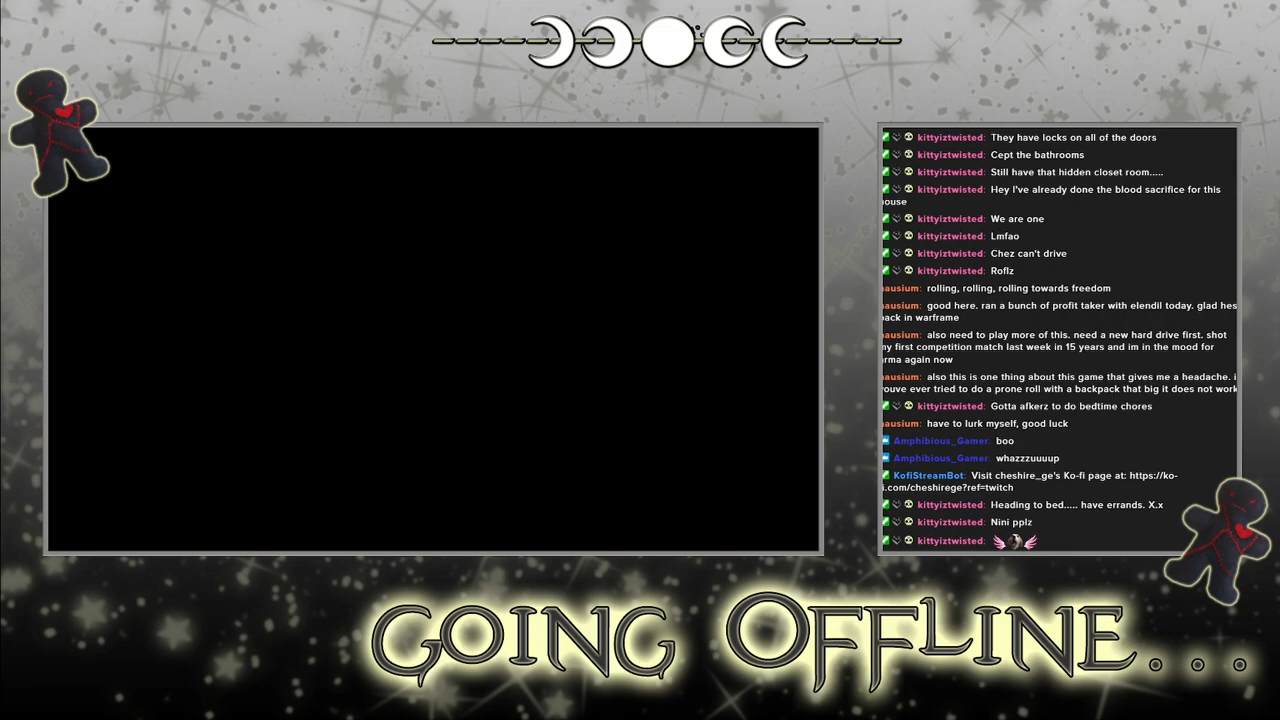 kittyiztwisted: They have locks on all of the doors
kittyiztwisted: Cept the bathrooms
kittyiztwisted: Still have that hidden closet room.....
kittyiztwisted: Hey I've already done the blood sacrifice for this
ouse
kittyiztwisted: We are one
kittyiztwisted: Lmfao
kittyiztwisted: Chez can't drive
kittyiztwisted: Roflz
ausium: rolling, rolling, rolling towards freedom
ausium: good here. ran a bunch of profit taker with elendil today. glad hes
ack in warframe
ausium: also need to play more of this. need a new hard drive first. shot
my first competition match last week in 15 years and im in the mood for
rma again now
ausium: also this is one thing about this game that gives me a headache. i
youve ever tried to do a prone roll with a backpack that big it does not work
kittyiztwisted: Gotta afkerz to do bedtime chores
ausium: have to lurk myself, good luck
Amphibious_Gamer: boo
Amphibious_Gamer: whazzzuuuup
KofiStreamBot: Visit cheshire_ge's Ko-fi page at: https://ko-
i.com/cheshirege?ref=twitch
kittyiztwisted: Heading to bed..... have errands. X.x
kittyiztwisted: Nini pplz
kittyiztwisted:
GOING OFFLINE...